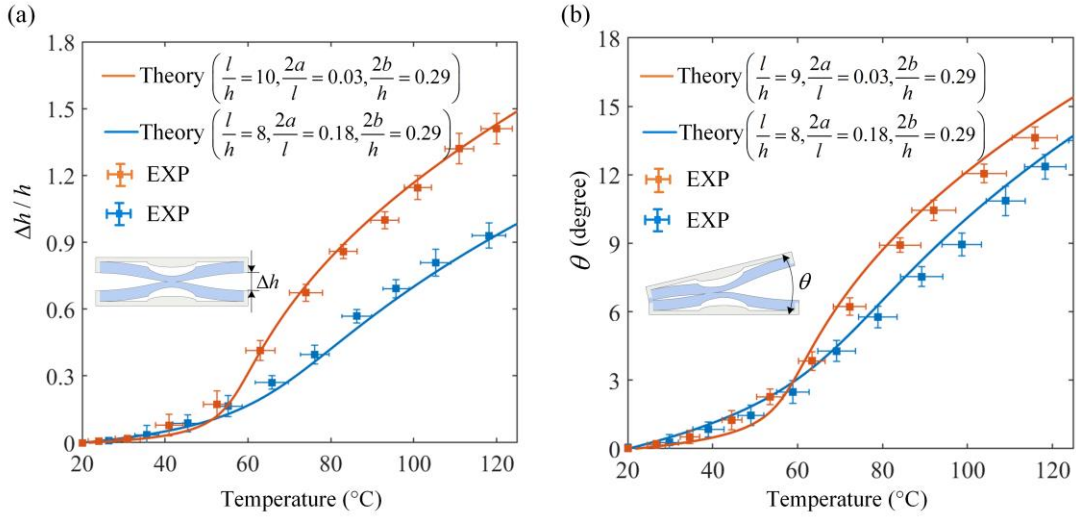 (a)
1.8
1.5
1.2
0.9
0.6
0.3
0
Δh / h
Theory (l/h = 10, 2a/l = 0.03, 2b/h = 0.29)
Theory (l/h = 8, 2a/l = 0.18, 2b/h = 0.29)
EXP
EXP
Δh
20 40 60 80 100 120
Temperature (°C)
(b)
18
15
12
9
6
3
0
θ (degree)
Theory (l/h = 9, 2a/l = 0.03, 2b/h = 0.29)
Theory (l/h = 8, 2a/l = 0.18, 2b/h = 0.29)
EXP
EXP
θ
20 40 60 80 100 120
Temperature (°C)